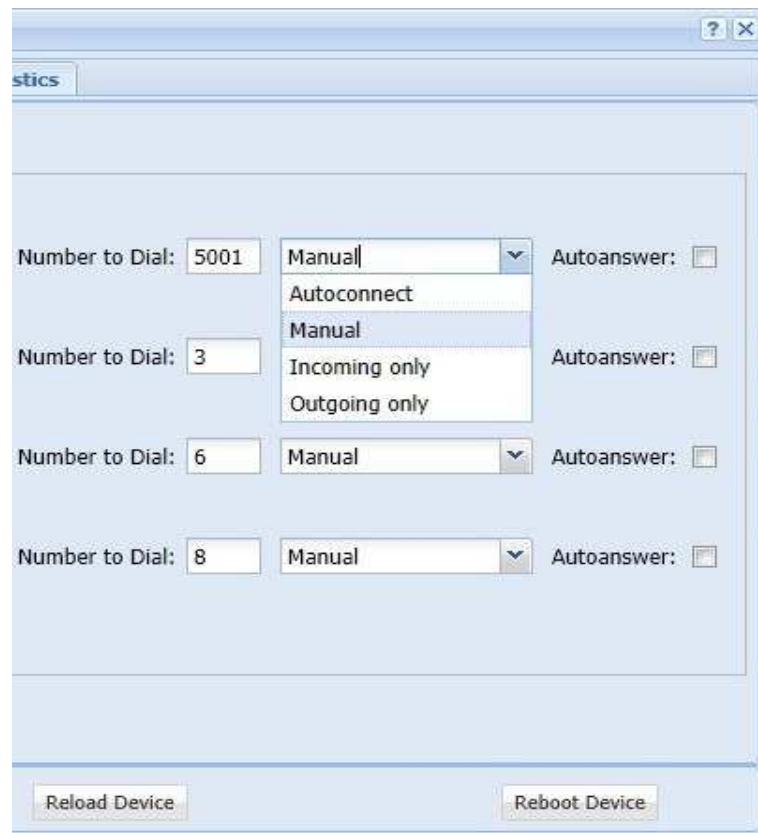 ?
stics
Number to Dial: 5001 Manual Autoanswer:
Autoconnect
Manual
Number to Dial: 3 Autoanswer:
Incoming only
Outgoing only
Number to Dial: 6 Manual Autoanswer:
Number to Dial: 8 Manual Autoanswer:
Reload Device Reboot Device